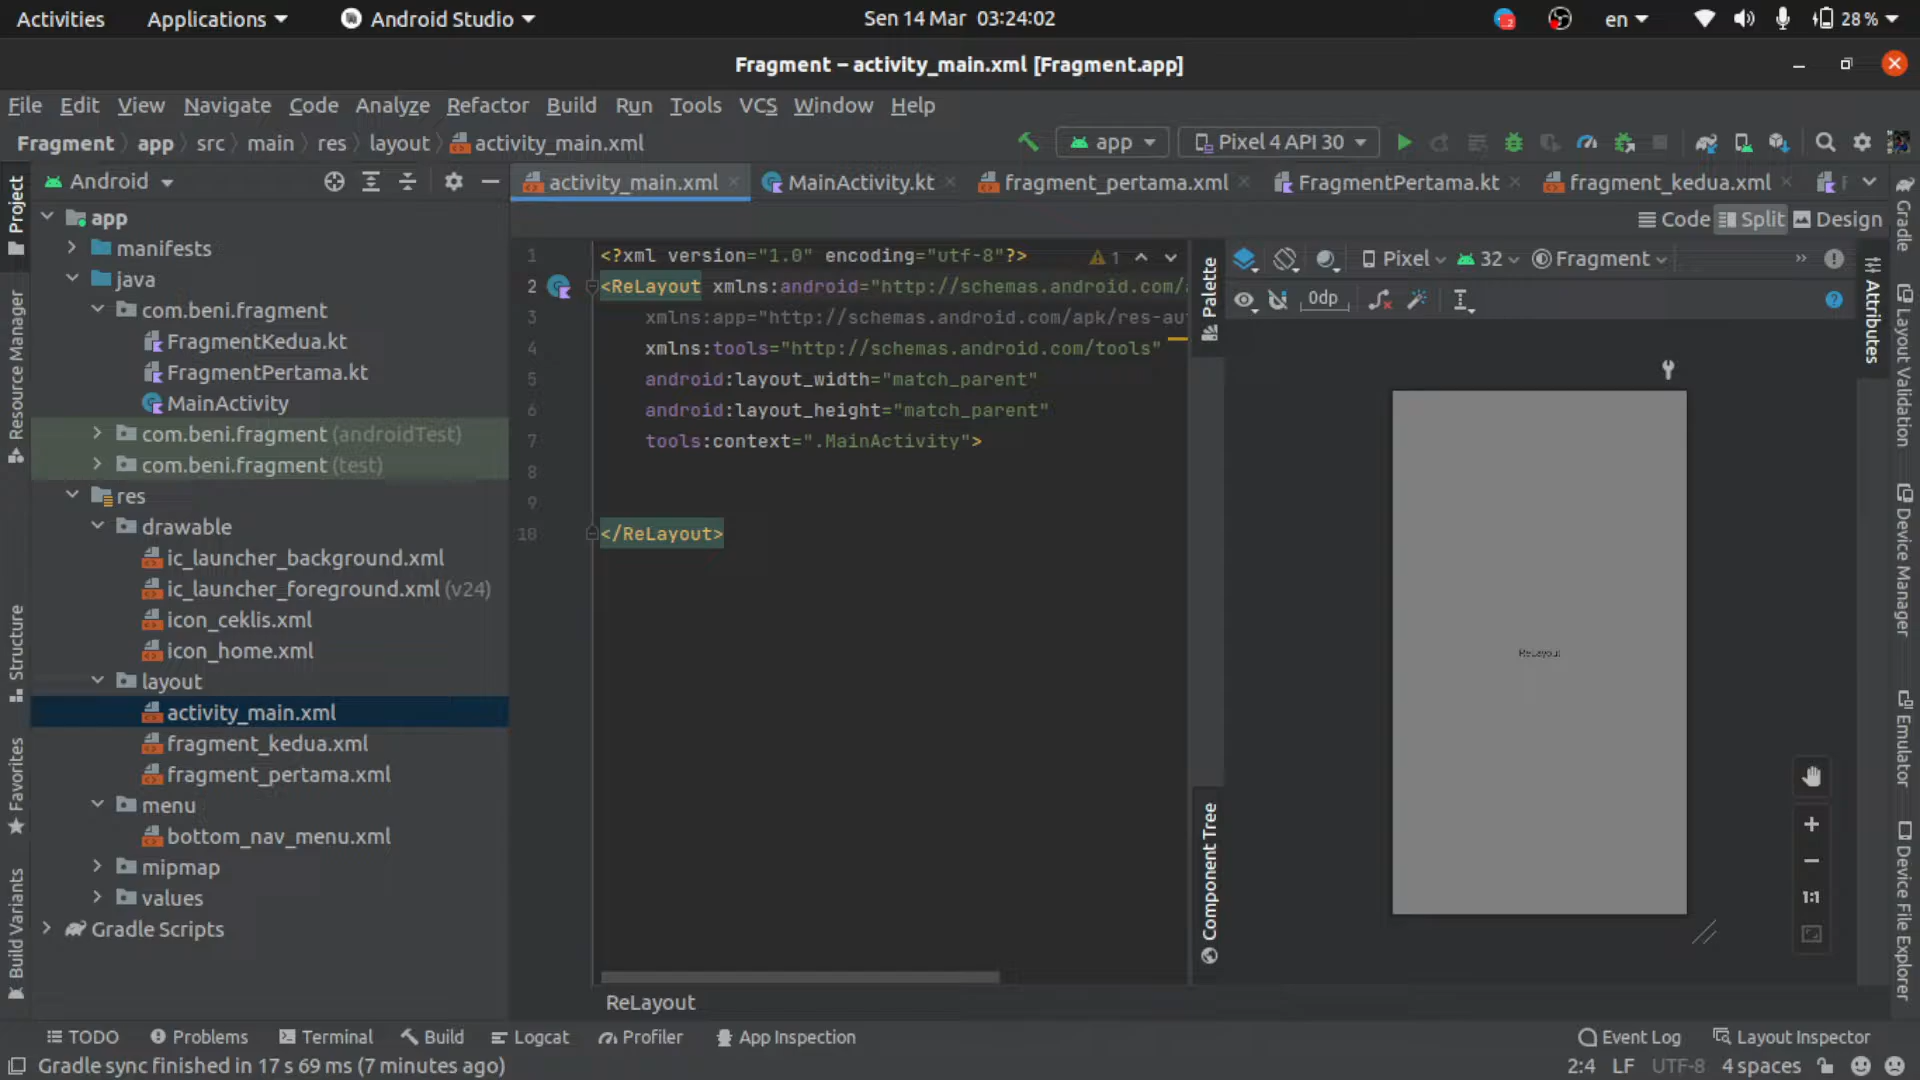 Activities
Applications
Android Studio
Sen 14 Mar 03:24:02
2
en
28 %
Fragment – activity_main.xml [Fragment.app]
File Edit View Navigate Code Analyze Refactor Build Run Tools VCS Window Help
Fragment app src main res layout activity_main.xml
app
Pixel 4 API 30
Android
activity_main.xml
MainActivity.kt
fragment_pertama.xml
FragmentPertama.kt
fragment_kedua.xml
Code
Split
Design
Project
Resource Manager
Structure
Favorites
Build Variants
app
manifests
java
com.beni.fragment
FragmentKedua.kt
FragmentPertama.kt
MainActivity
com.beni.fragment (androidTest)
com.beni.fragment (test)
res
drawable
ic_launcher_background.xml
ic_launcher_foreground.xml (v24)
icon_ceklis.xml
icon_home.xml
layout
activity_main.xml
fragment_kedua.xml
fragment_pertama.xml
menu
bottom_nav_menu.xml
mipmap
values
Gradle Scripts
1 <?xml version="1.0" encoding="utf-8"?>
1
2 <ReLayout xmlns:android="http://schemas.android.com/
3 xmlns:app="http://schemas.android.com/apk/res-au
4 xmlns:tools="http://schemas.android.com/tools"
5 android:layout_width="match_parent"
6 android:layout_height="match_parent"
7 tools:context=".MainActivity">
8
9
10 </ReLayout>
ReLayout
Palette
Component Tree
Pixel
32
Fragment
0dp
ReLayout
1:1
Attributes
Gradle
Layout Validation
Device Manager
Emulator
Device File Explorer
TODO
Problems
Terminal
Build
Logcat
Profiler
App Inspection
Event Log
Layout Inspector
Gradle sync finished in 17 s 69 ms (7 minutes ago)
2:4 LF UTF-8 4 spaces